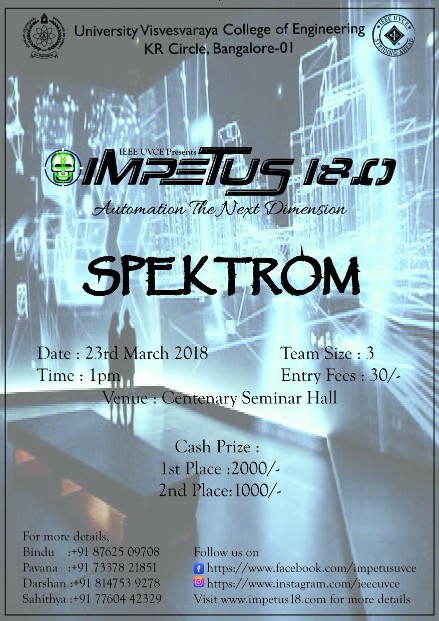 University Visvesvaraya College of Engineering
KR Circle, Bangalore-01
IEEE UVCE Presents
IMPETUS 18.0
Automation The Next Dimension
SPEKTROM
Date : 23rd March 2018
Team Size : 3
Time : 1pm
Entry Fees : 30/-
Venue : Centenary Seminar Hall
Cash Prize :
1st Place :2000/-
2nd Place:1000/-
For more details,
Bindu :+91 87625 09708
Pavana :+91 73378 21851
Darshan :+91 814753 9278
Sahithya :+91 77604 42329
Follow us on
https://www.facebook.com/impetusuvce
https://www.instagram.com/ieeeuvce
Visit www.impetus18.com for more details